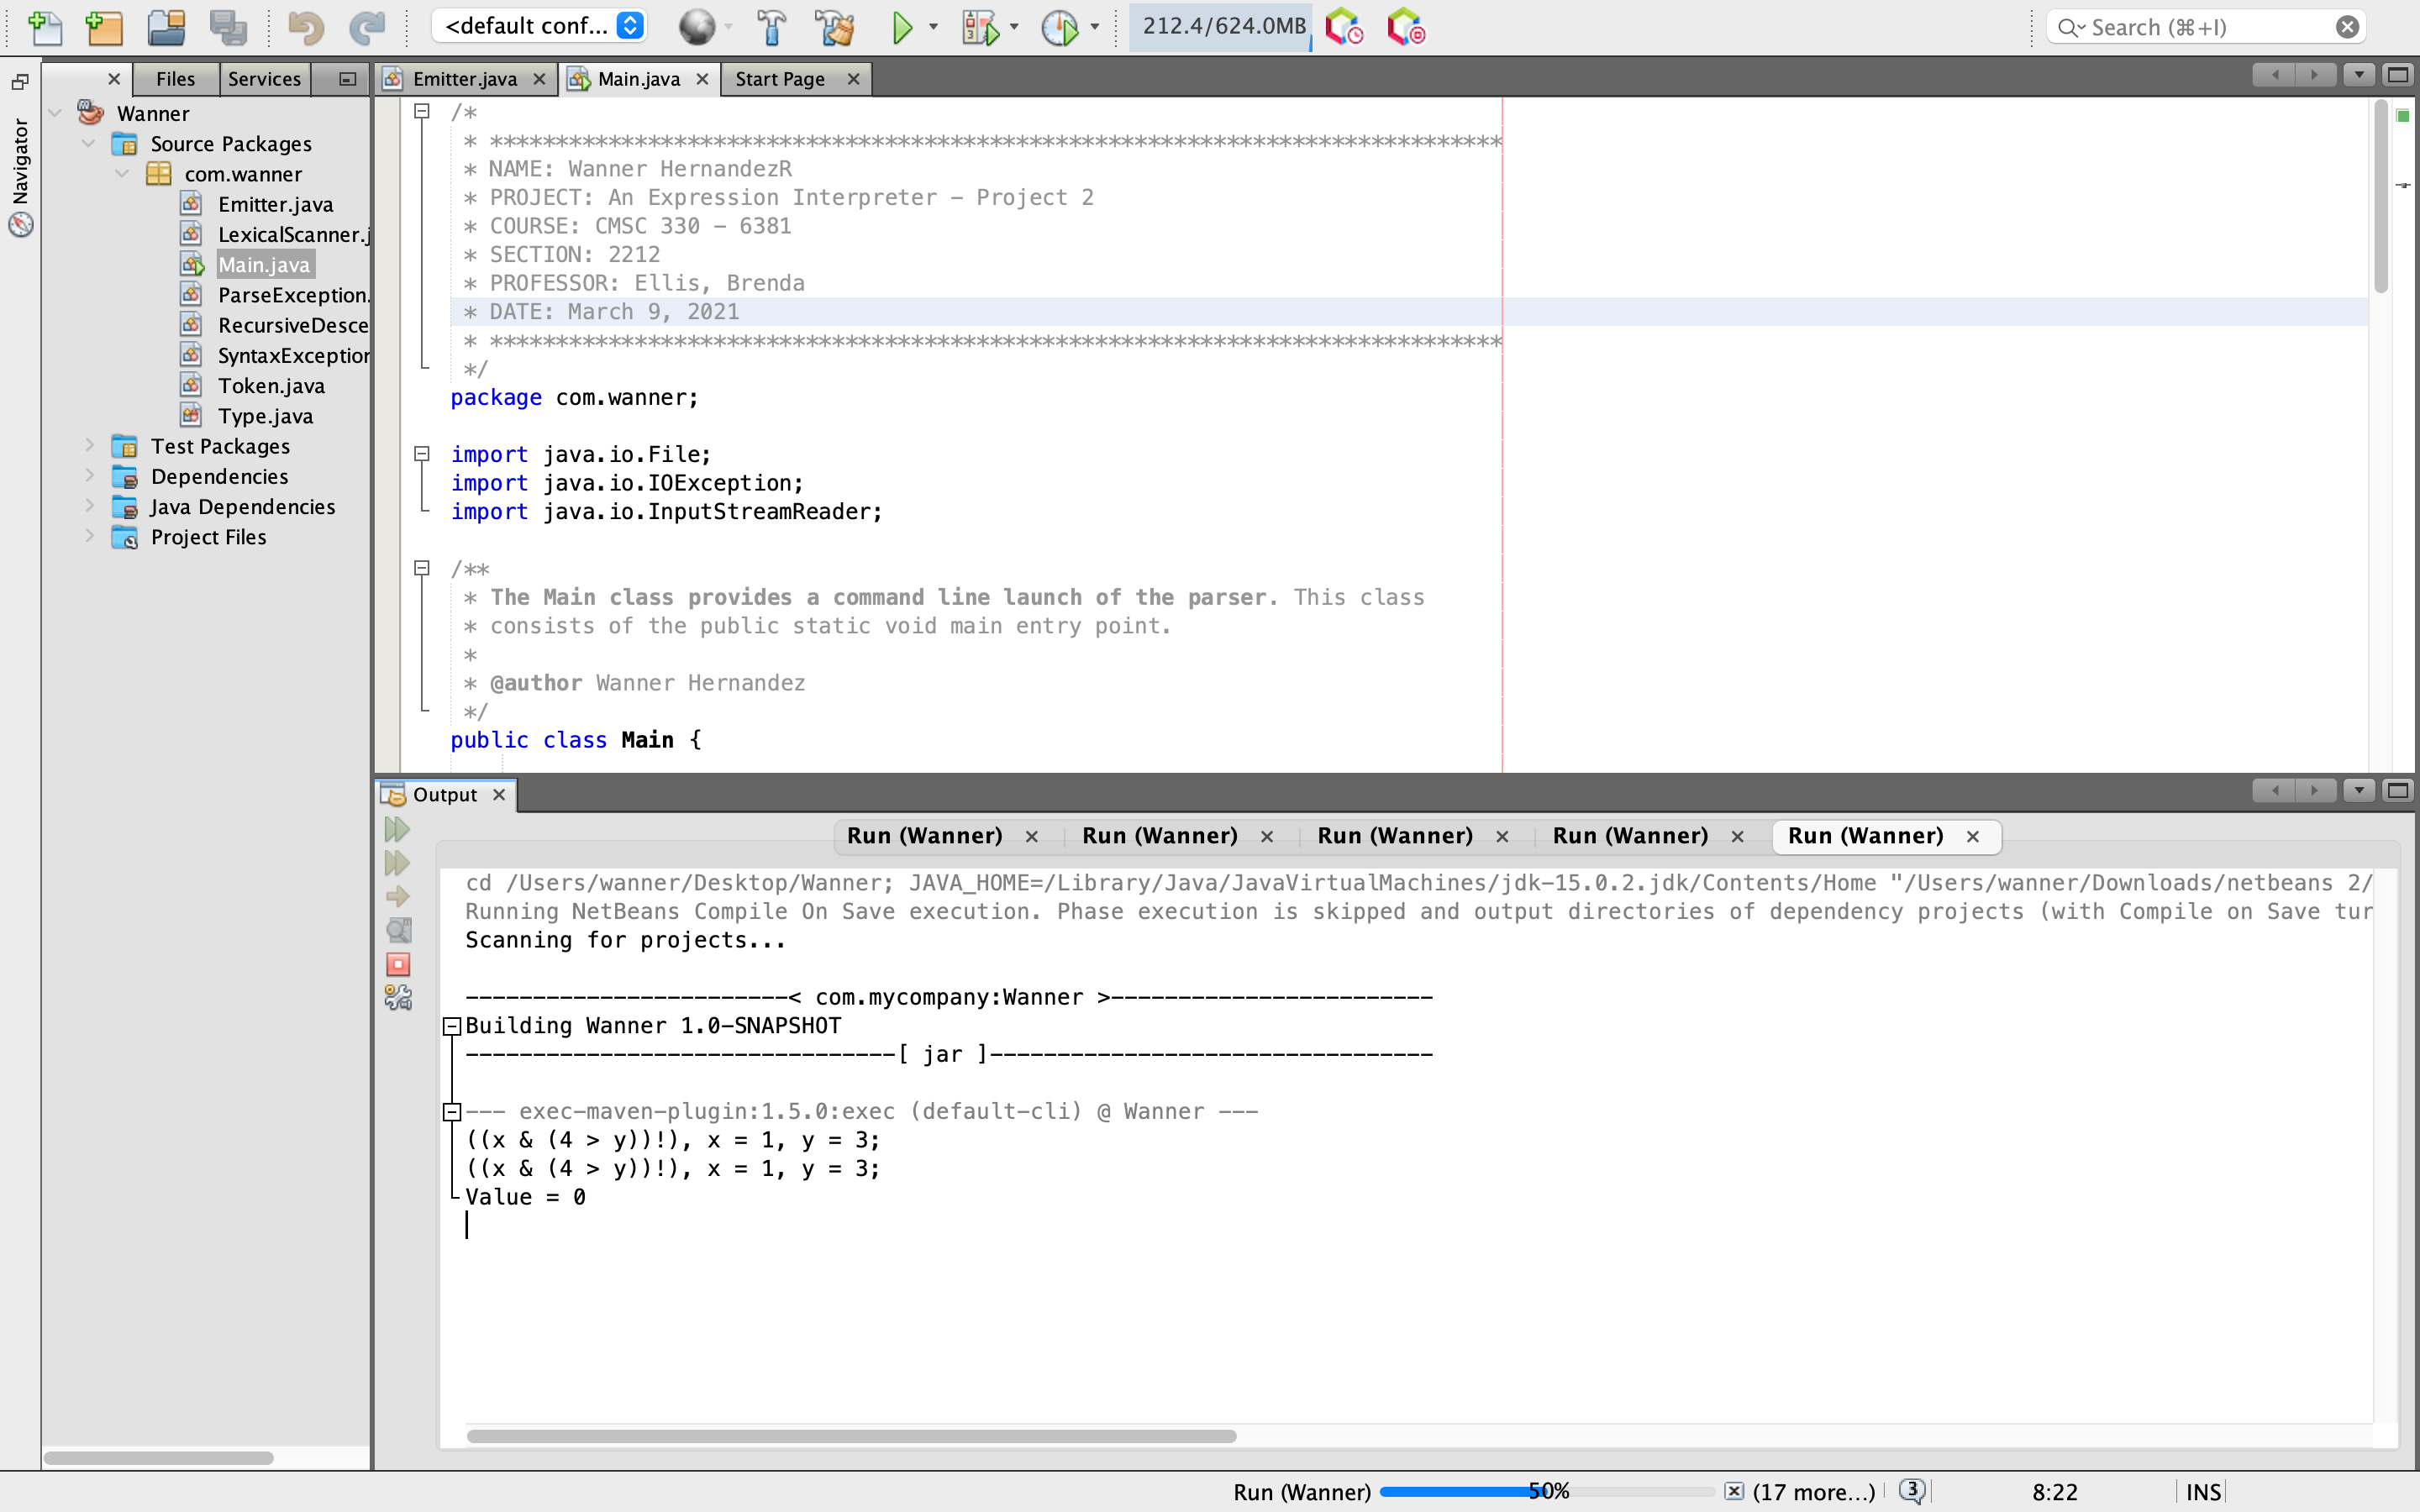 <default conf...
212.4/624.0MB
Search (⌘+I)
Files
Services
Emitter.java
Main.java
Start Page
Navigator
Wanner
Source Packages
com.wanner
Emitter.java
LexicalScanner.j
Main.java
ParseException.
RecursiveDesce
SyntaxException
Token.java
Type.java
Test Packages
Dependencies
Java Dependencies
Project Files
/*
* *****************************************************************************
* NAME: Wanner HernandezR
* PROJECT: An Expression Interpreter – Project 2
* COURSE: CMSC 330 – 6381
* SECTION: 2212
* PROFESSOR: Ellis, Brenda
* DATE: March 9, 2021
* *****************************************************************************
*/
package com.wanner;
import java.io.File;
import java.io.IOException;
import java.io.InputStreamReader;
/**
* The Main class provides a command line launch of the parser. This class
* consists of the public static void main entry point.
*
* @author Wanner Hernandez
*/
public class Main {
Output
Run (Wanner)
Run (Wanner)
Run (Wanner)
Run (Wanner)
Run (Wanner)
cd /Users/wanner/Desktop/Wanner; JAVA_HOME=/Library/Java/JavaVirtualMachines/jdk-15.0.2.jdk/Contents/Home "/Users/wanner/Downloads/netbeans 2/
Running NetBeans Compile On Save execution. Phase execution is skipped and output directories of dependency projects (with Compile on Save tur
Scanning for projects...
------------------------< com.mycompany:Wanner >------------------------
Building Wanner 1.0-SNAPSHOT
--------------------------------[ jar ]---------------------------------
--- exec-maven-plugin:1.5.0:exec (default-cli) @ Wanner ---
((x & (4 > y))!), x = 1, y = 3;
((x & (4 > y))!), x = 1, y = 3;
Value = 0
Run (Wanner)
50%
(17 more...)
3
8:22
INS